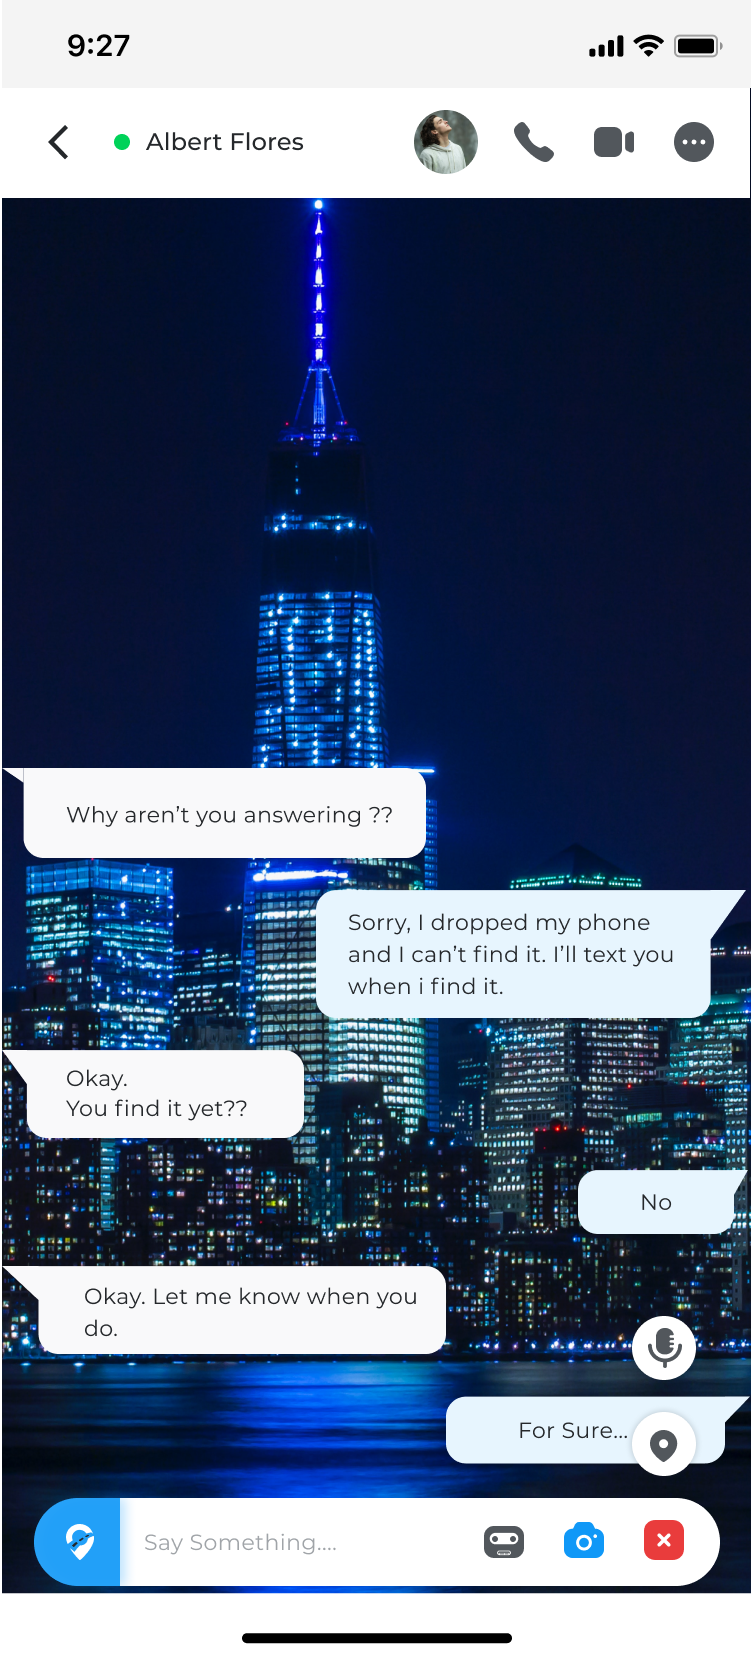 9:27
Albert Flores
Why aren’t you answering ??
Sorry, I dropped my phone
and I can’t find it. I’ll text you
when i find it.
Okay.
You find it yet??
No
Okay. Let me know when you
do.
For Sure...
Say Something....